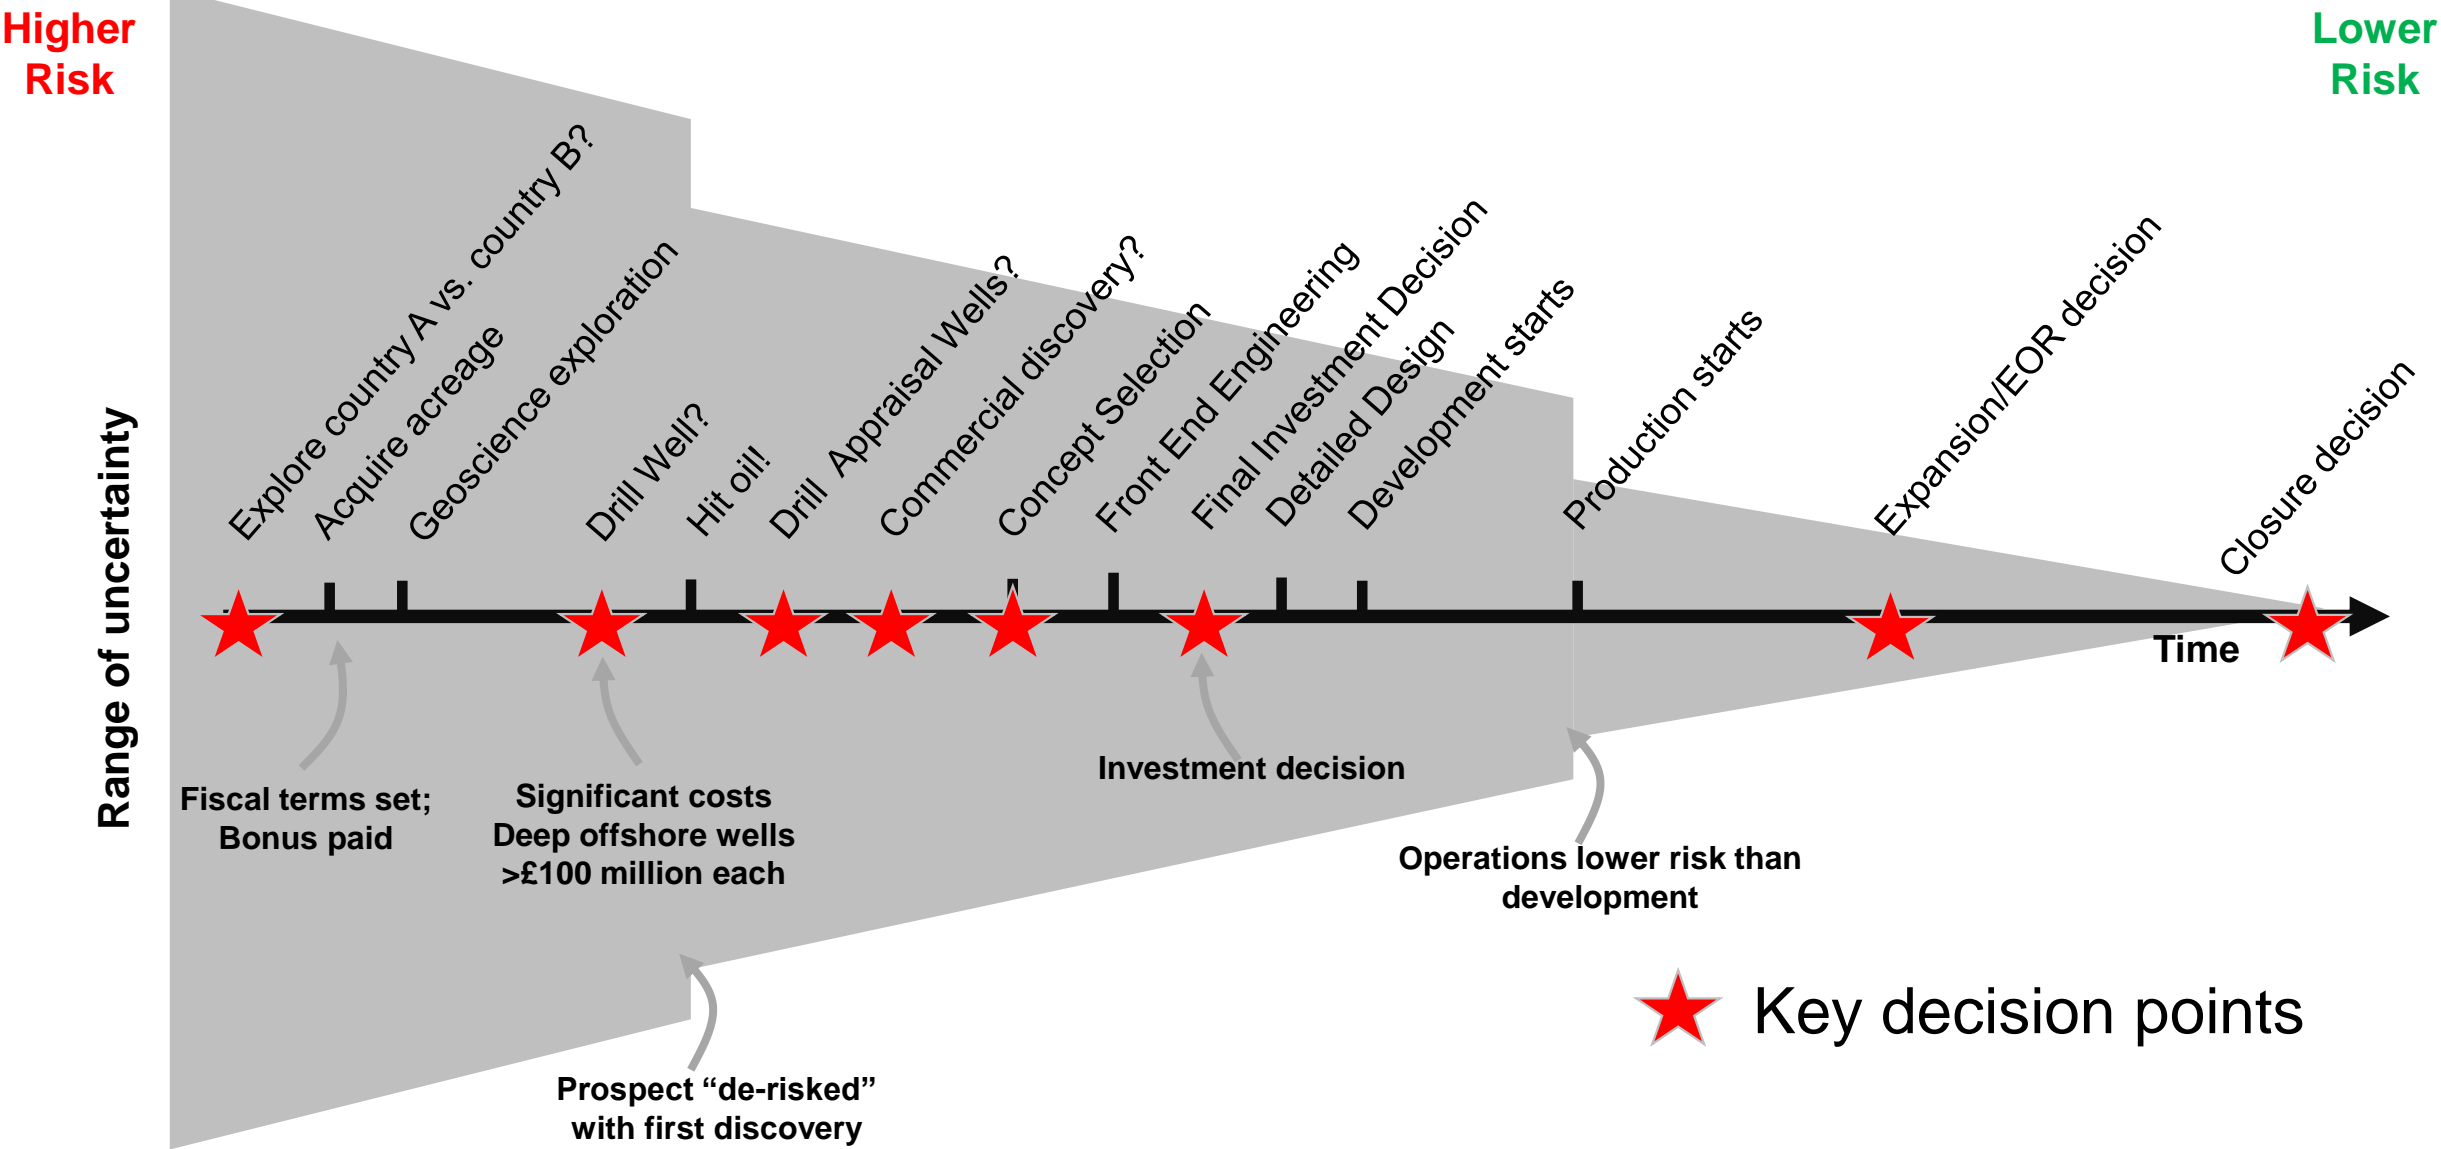 Higher
Risk
Lower
Risk
Range of uncertainty
Explore country A vs. country B?
Acquire acreage
Geoscience exploration
Drill Well?
Hit oil!
Drill Appraisal Wells?
Commercial discovery?
Concept Selection
Front End Engineering
Final Investment Decision
Detailed Design
Development starts
Production starts
Expansion/EOR decision
Closure decision
Time
Fiscal terms set;
Bonus paid
Significant costs
Deep offshore wells
>£100 million each
Investment decision
Operations lower risk than
development
Prospect “de-risked”
with first discovery
Key decision points